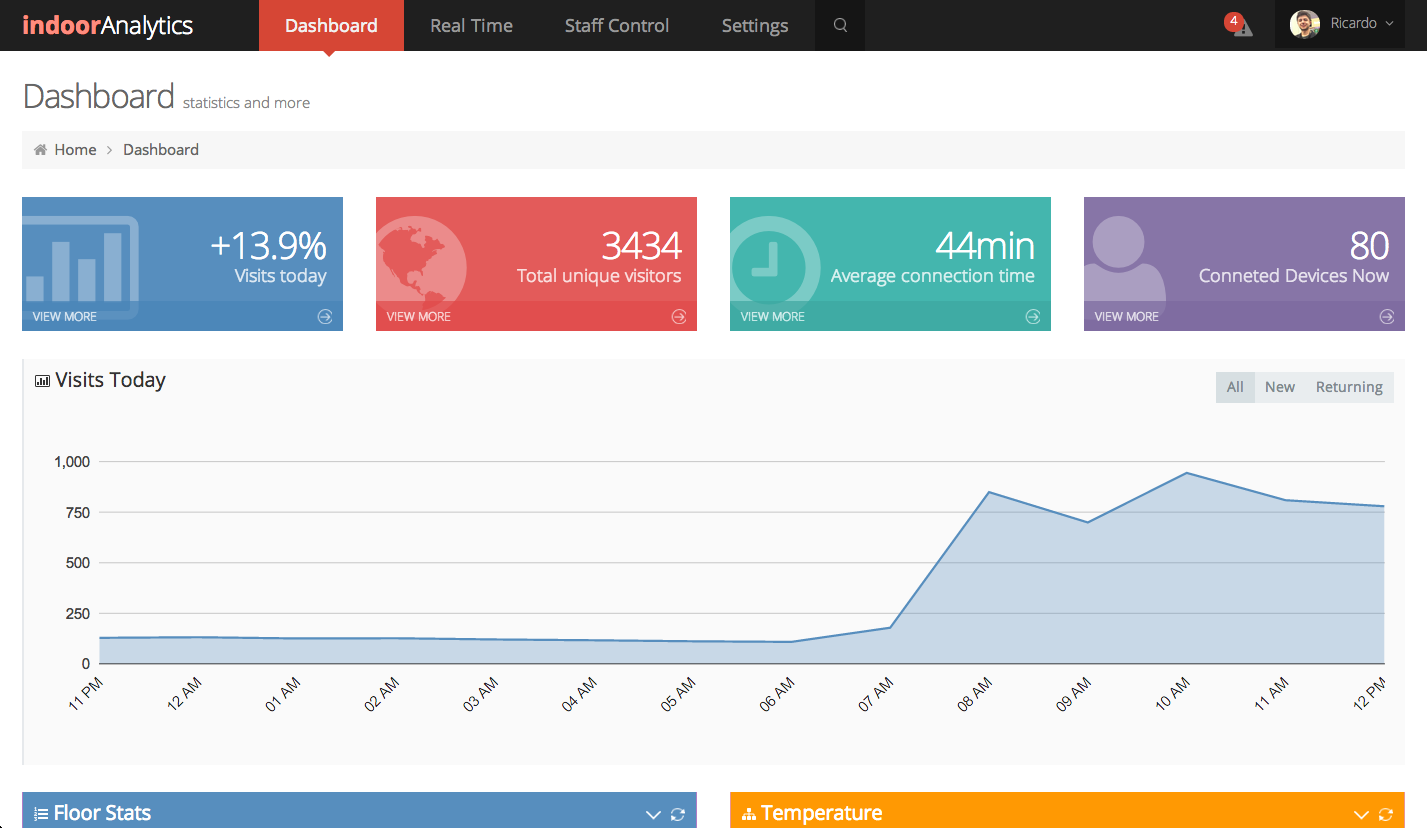 indoorAnalytics Dashboard Real Time Staff Control Settings 4 Ricardo
Dashboard statistics and more
Home Dashboard
+13.9%
Visits today
VIEW MORE
3434
Total unique visitors
VIEW MORE
44min
Average connection time
VIEW MORE
80
Conneted Devices Now
VIEW MORE
Visits Today
All New Returning
1,000
750
500
250
0
11 PM 12 AM 01 AM 02 AM 03 AM 04 AM 05 AM 06 AM 07 AM 08 AM 09 AM 10 AM 11 AM 12 PM
Floor Stats
Temperature